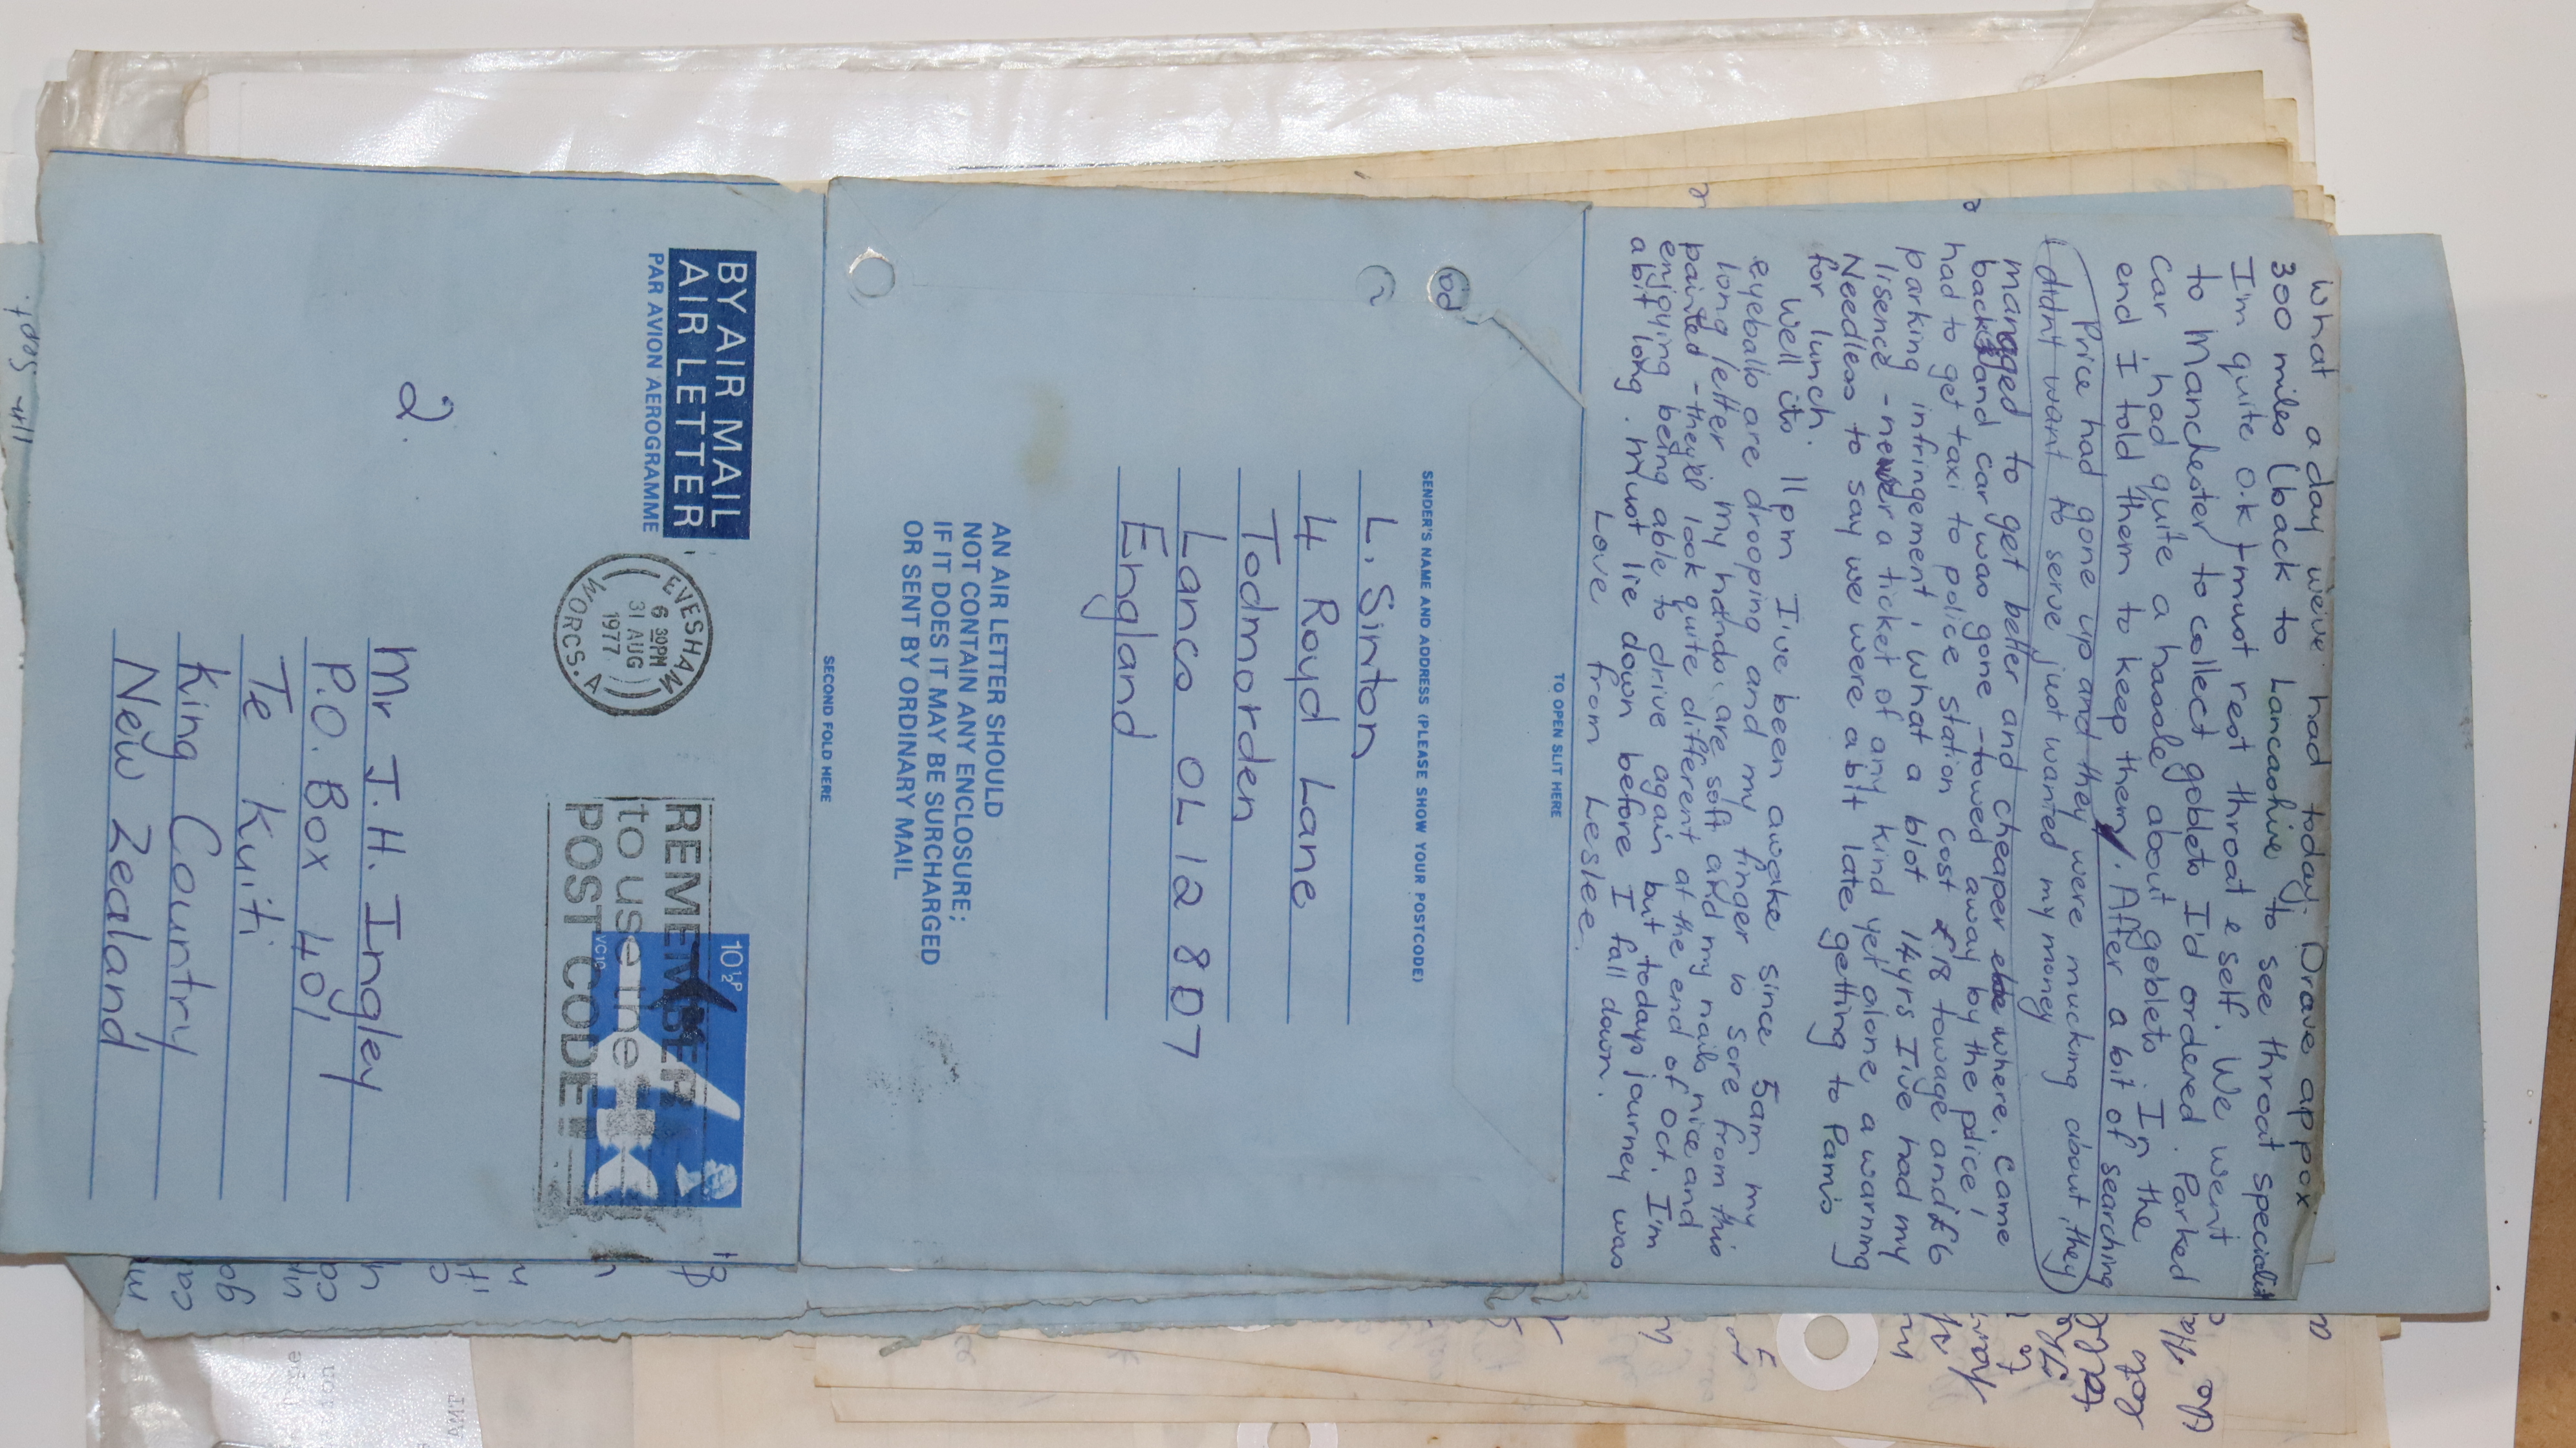 What a day we've had today. Drove appox
300 miles (back to Lancashire to see throat specialist
I'm quite o.k) must rest throat & self. We went
to Manchester to collect goblets I'd ordered. Parked
car had quite a hassle about goblets. In the
end I told them to keep them. After a bit of searching
Price had gone up and they were mucking about, they
didnt want to serve just wanted my money
managed to get better and cheaper where. came
back and car was gone - towed away by the plice!
had to get taxi to police station cost £18 towage and £6
parking infringement, what a blot 14yrs I've had my
lisence - never a ticket of any kind yet alone a warning
Needless to say we were a bit late getting to Pam's
for lunch.
Well its 11pm I've been awake since 5am my
eyeballs are drooping and my finger is sore from this
long letter my hands are soft and my nails nice and
painted - they'll look quite different at the end of Oct. I'm
enjoying being able to drive again but todays journey was
a bit long. Must lie down before I fall down.
Love from Leslee.
TO OPEN SLIT HERE
SENDER'S NAME AND ADDRESS (PLEASE SHOW YOUR POSTCODE)
L. Sinton
4 Royd Lane
Todmorden
Lancs OL12 8 D7
England
AN AIR LETTER SHOULD
NOT CONTAIN ANY ENCLOSURE;
IF IT DOES IT MAY BE SURCHARGED
OR SENT BY ORDINARY MAIL
SECOND FOLD HERE
BY AIR MAIL
AIR LETTER
PAR AVION AEROGRAMME
EVESHAM
6 30PM
31 AUG
1977
WORCS. A
REMEMBER
to use the
POST CODE
10½P
VC10
2.
Mr J.H. Ingley
P.O. Box 401
Te Kuiti
King Country
New Zealand
11th Sept.